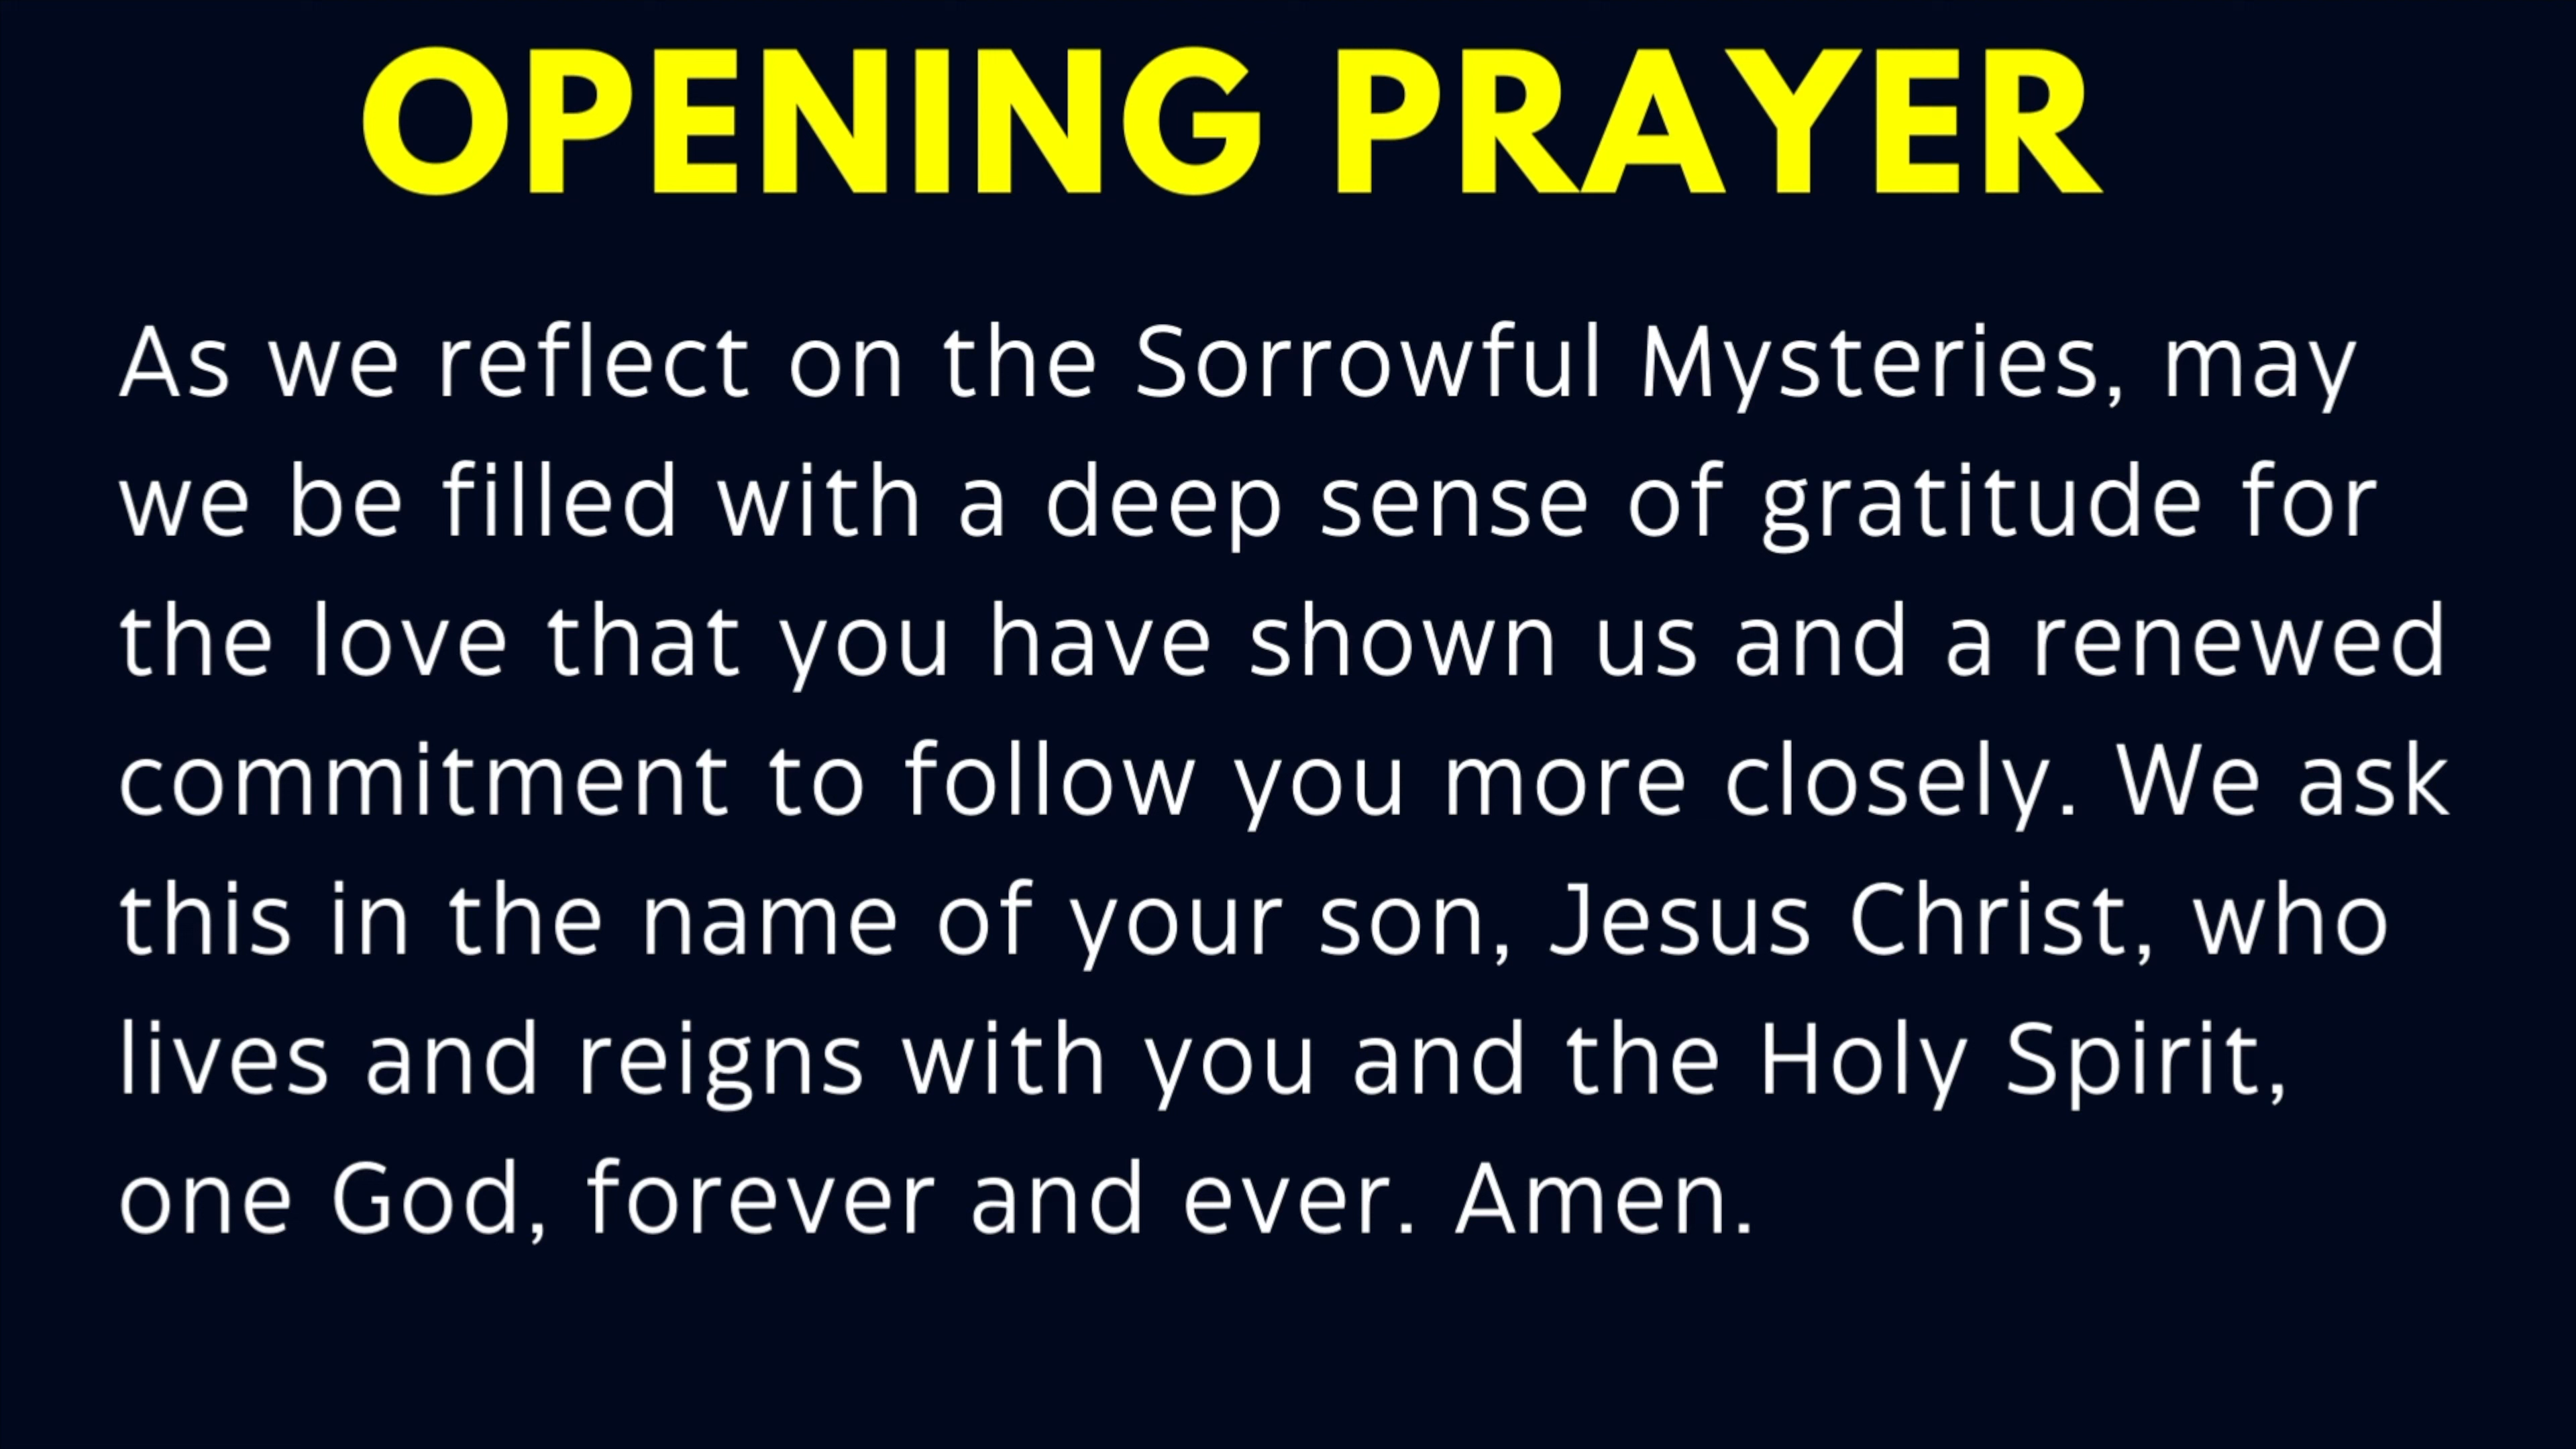 OPENING PRAYER
As we reflect on the Sorrowful Mysteries, may
we be filled with a deep sense of gratitude for
the love that you have shown us and a renewed
commitment to follow you more closely. We ask
this in the name of your son, Jesus Christ, who
lives and reigns with you and the Holy Spirit,
one God, forever and ever. Amen.